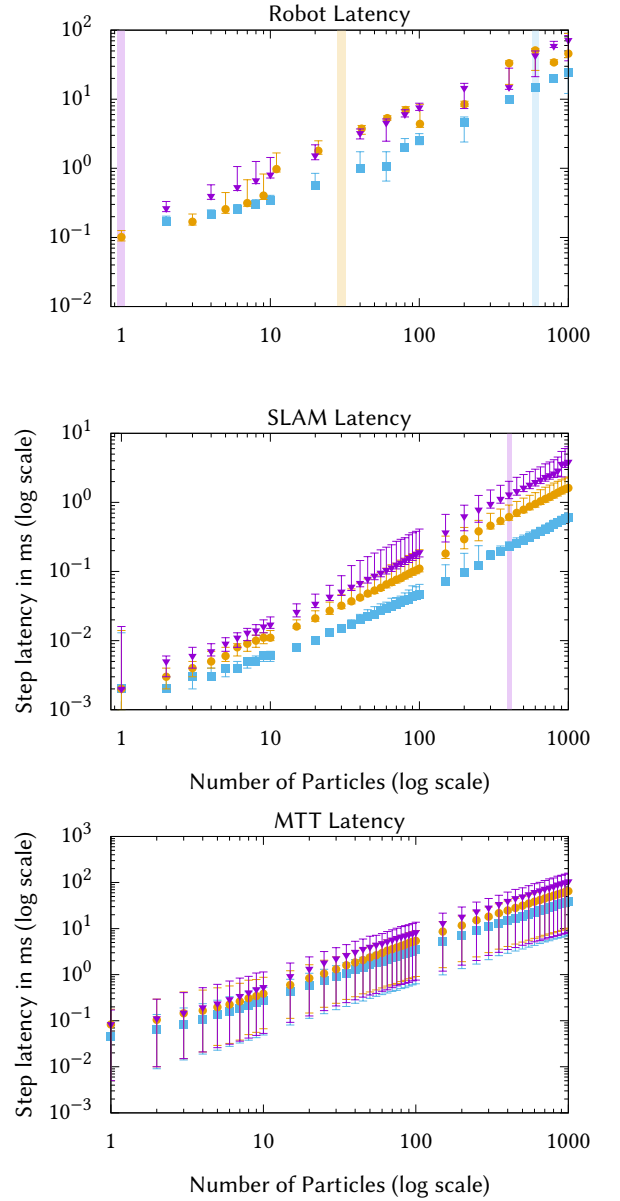 Robot Latency
10^2
10^1
10^0
10^-1
10^-2
1 10 100 1000
SLAM Latency
Step latency in ms (log scale)
10^1
10^0
10^-1
10^-2
10^-3
1 10 100 1000
Number of Particles (log scale)
MTT Latency
Step latency in ms (log scale)
10^3
10^2
10^1
10^0
10^-1
10^-2
10^-3
1 10 100 1000
Number of Particles (log scale)